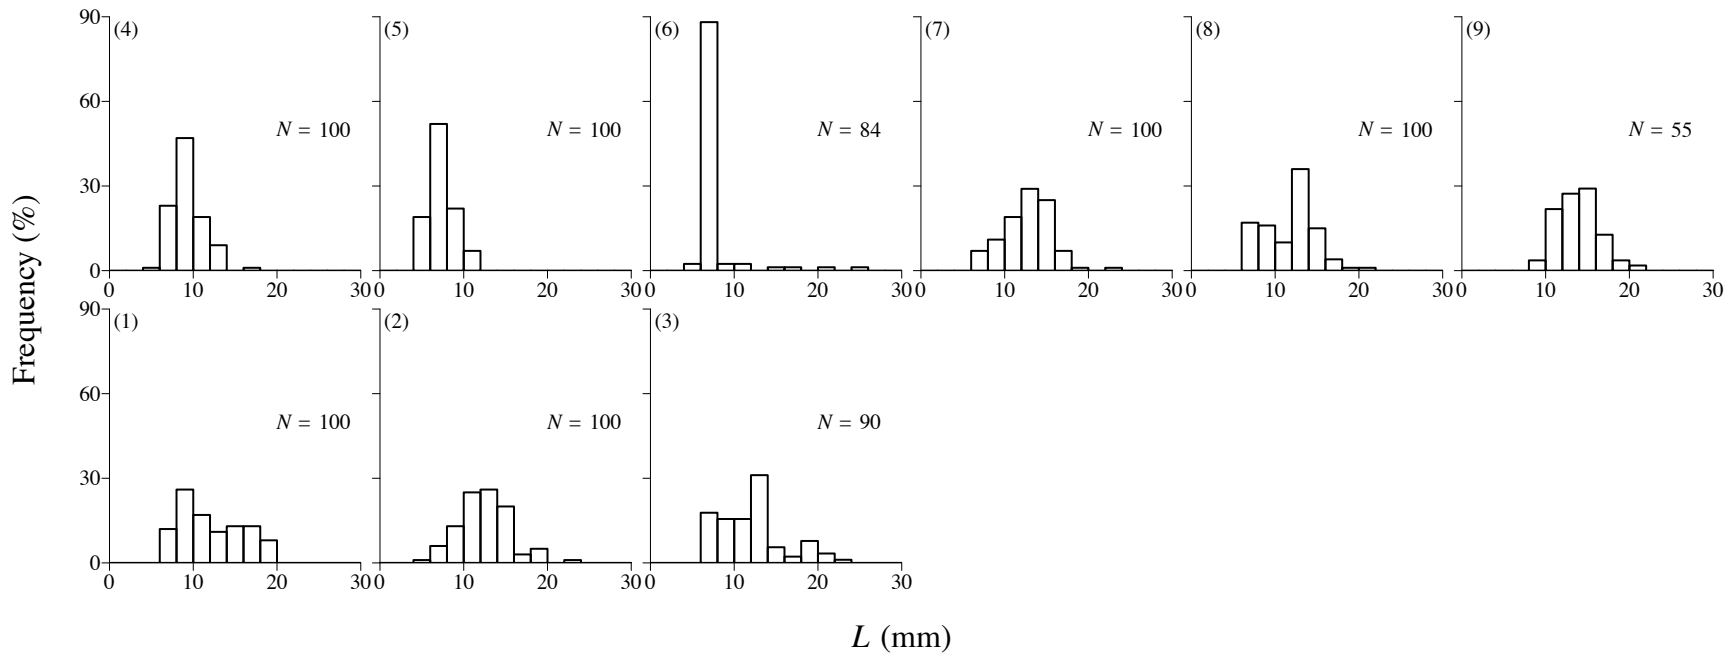 Frequency (%)
90
60
30
0
(4)
N = 100
(5)
N = 100
(6)
N = 84
(7)
N = 100
(8)
N = 100
(9)
N = 55
0 10 20 30 0 10 20 30 0 10 20 30 0 10 20 30 0 10 20 30 0 10 20 30
90
60
30
0
(1)
N = 100
(2)
N = 100
(3)
N = 90
0 10 20 30 0 10 20 30 0 10 20 30
L (mm)